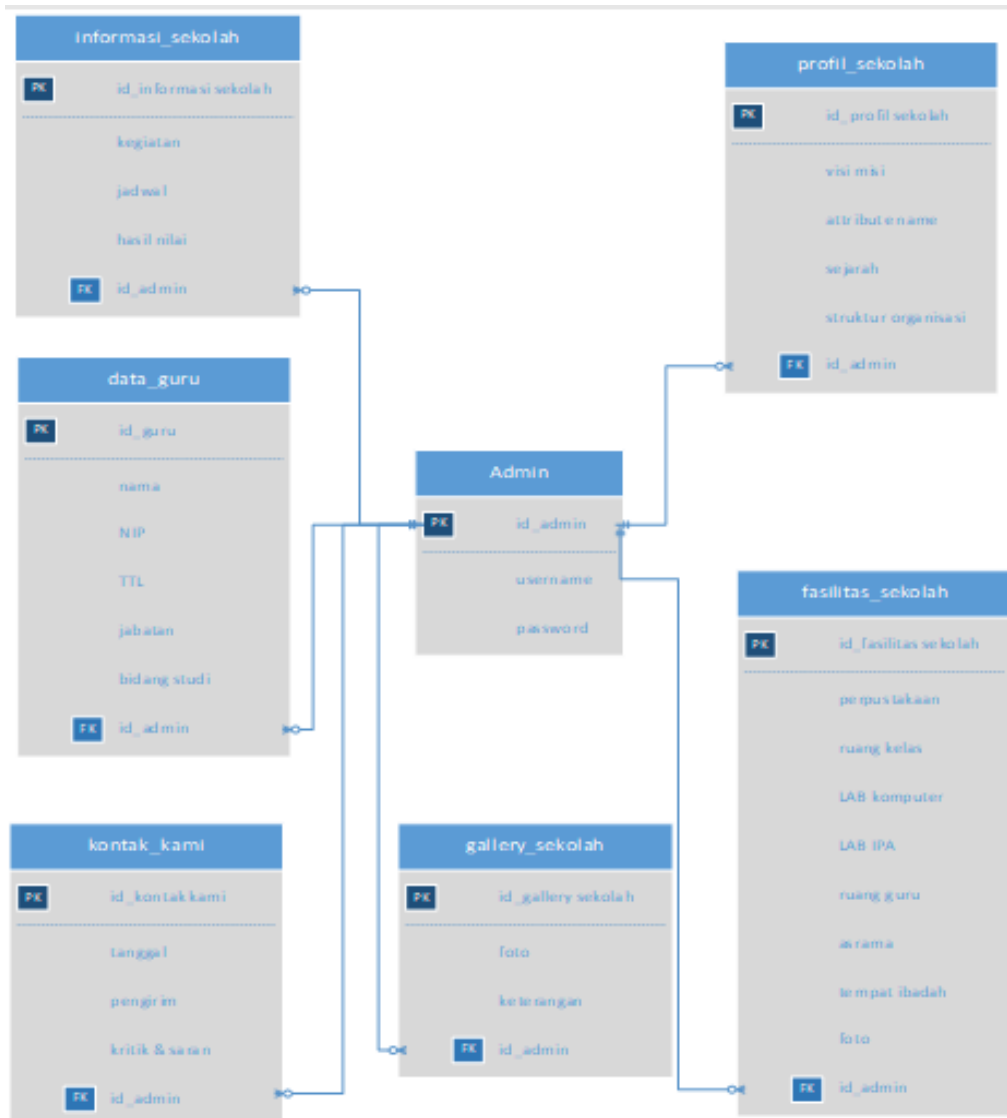 informasi_sekolah
PK id_informasi sekolah
kegiatan
jadwal
hasil nilai
FK id_admin
profil_sekolah
PK id_profil sekolah
visi misi
attribute name
sejarah
struktur organisasi
FK id_admin
data_guru
PK id_guru
nama
NIP
TTL
jabatan
bidang studi
FK id_admin
Admin
PK id_admin
username
password
fasilitas_sekolah
PK id_fasilitas sekolah
perpustakaan
ruang kelas
LAB komputer
LAB IPA
ruang guru
asrama
tempat ibadah
foto
FK id_admin
kontak_kami
PK id_kontak kami
tanggal
pengirim
kritik & saran
FK id_admin
gallery_sekolah
PK id_gallery sekolah
foto
keterangan
FK id_admin